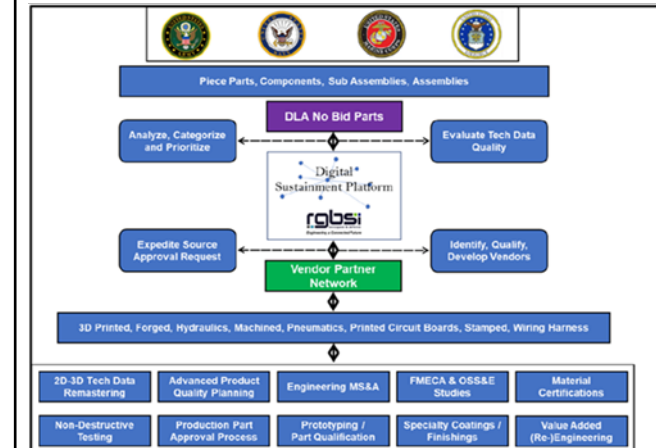 Piece Parts, Components, Sub Assemblies, Assemblies
DLA No Bid Parts
Analyze, Categorize
and Prioritize
Evaluate Tech Data
Quality
Digital
Sustainment Platform
rgbsi
Expedite Source
Approval Request
Identify, Qualify,
Develop Vendors
Vendor Partner
Network
3D Printed, Forged, Hydraulics, Machined, Pneumatics, Printed Circuit Boards, Stamped, Wiring Harness
2D-3D Tech Data
Remastering
Advanced Product
Quality Planning
Engineering MS&A
FMECA & OSS&E
Studies
Material
Certifications
Non-Destructive
Testing
Production Part
Approval Process
Prototyping /
Part Qualification
Specialty Coatings /
Finishings
Value Added
(Re-)Engineering